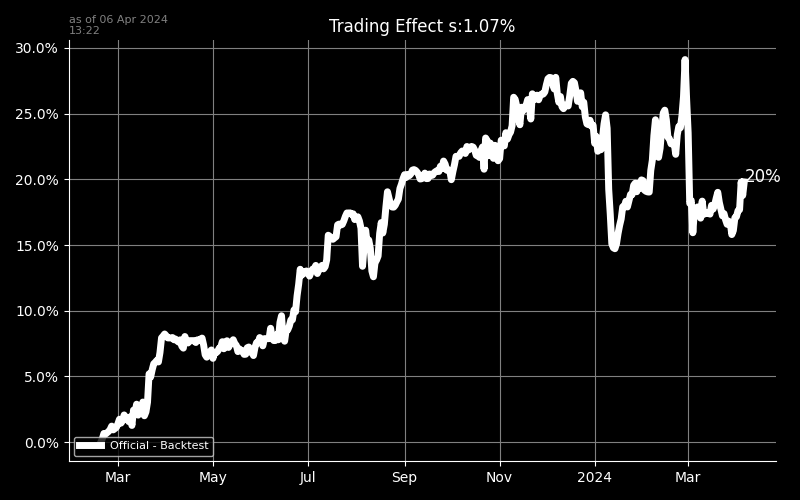 as of 06 Apr 2024
13:22
Trading Effect s:1.07%
30.0%
25.0%
20.0%
15.0%
10.0%
5.0%
0.0%
20%
Official - Backtest
Mar
May
Jul
Sep
Nov
2024
Mar